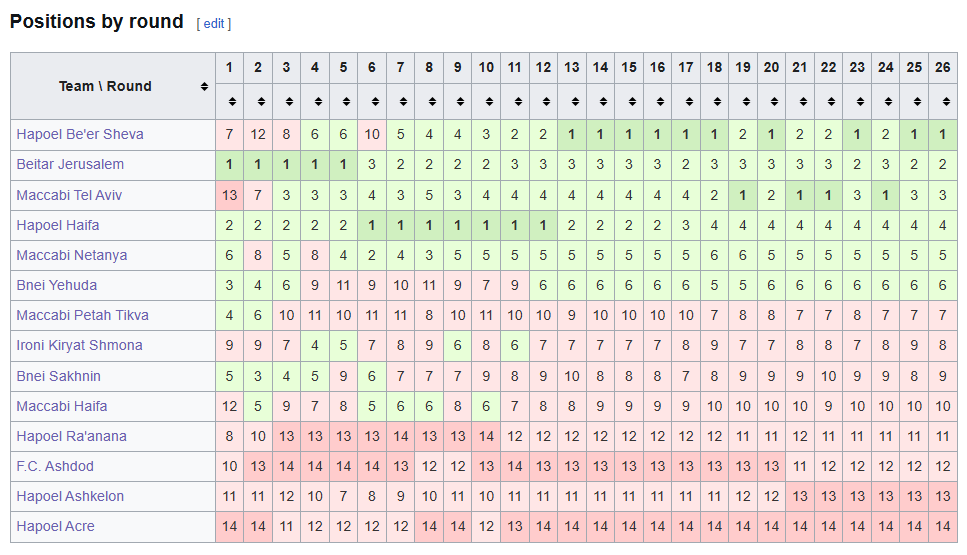 Positions by round [ edit ]
Team \ Round 1 2 3 4 5 6 7 8 9 10 11 12 13 14 15 16 17 18 19 20 21 22 23 24 25 26
Hapoel Be'er Sheva 7 12 8 6 6 10 5 4 4 3 2 2 1 1 1 1 1 1 2 1 2 2 1 2 1 1
Beitar Jerusalem 1 1 1 1 1 3 2 2 2 2 3 3 3 3 3 3 2 3 3 3 3 3 2 3 2 2
Maccabi Tel Aviv 13 7 3 3 3 4 3 5 3 4 4 4 4 4 4 4 4 2 1 2 1 1 3 1 3 3
Hapoel Haifa 2 2 2 2 2 1 1 1 1 1 1 1 2 2 2 2 3 4 4 4 4 4 4 4 4 4
Maccabi Netanya 6 8 5 8 4 2 4 3 5 5 5 5 5 5 5 5 5 6 6 5 5 5 5 5 5 5
Bnei Yehuda 3 4 6 9 11 9 10 11 9 7 9 6 6 6 6 6 6 5 5 6 6 6 6 6 6 6
Maccabi Petah Tikva 4 6 10 11 10 11 11 8 10 11 10 10 9 10 10 10 10 7 8 8 7 7 8 7 7 7
Ironi Kiryat Shmona 9 9 7 4 5 7 8 9 6 8 6 7 7 7 7 7 8 9 7 7 8 8 7 8 9 8
Bnei Sakhnin 5 3 4 5 9 6 7 7 7 9 8 9 10 8 8 8 7 8 9 9 9 10 9 9 8 9
Maccabi Haifa 12 5 9 7 8 5 6 6 8 6 7 8 8 9 9 9 9 10 10 10 10 9 10 10 10 10
Hapoel Ra'anana 8 10 13 13 13 13 14 13 13 14 12 12 12 12 12 12 12 12 11 11 12 11 11 11 11 11
F.C. Ashdod 10 13 14 14 14 14 13 12 12 13 14 13 13 13 13 13 13 13 13 13 11 12 12 12 12 12
Hapoel Ashkelon 11 11 12 10 7 8 9 10 11 10 11 11 11 11 11 11 11 11 12 12 13 13 13 13 13 13
Hapoel Acre 14 14 11 12 12 12 12 14 14 12 13 14 14 14 14 14 14 14 14 14 14 14 14 14 14 14